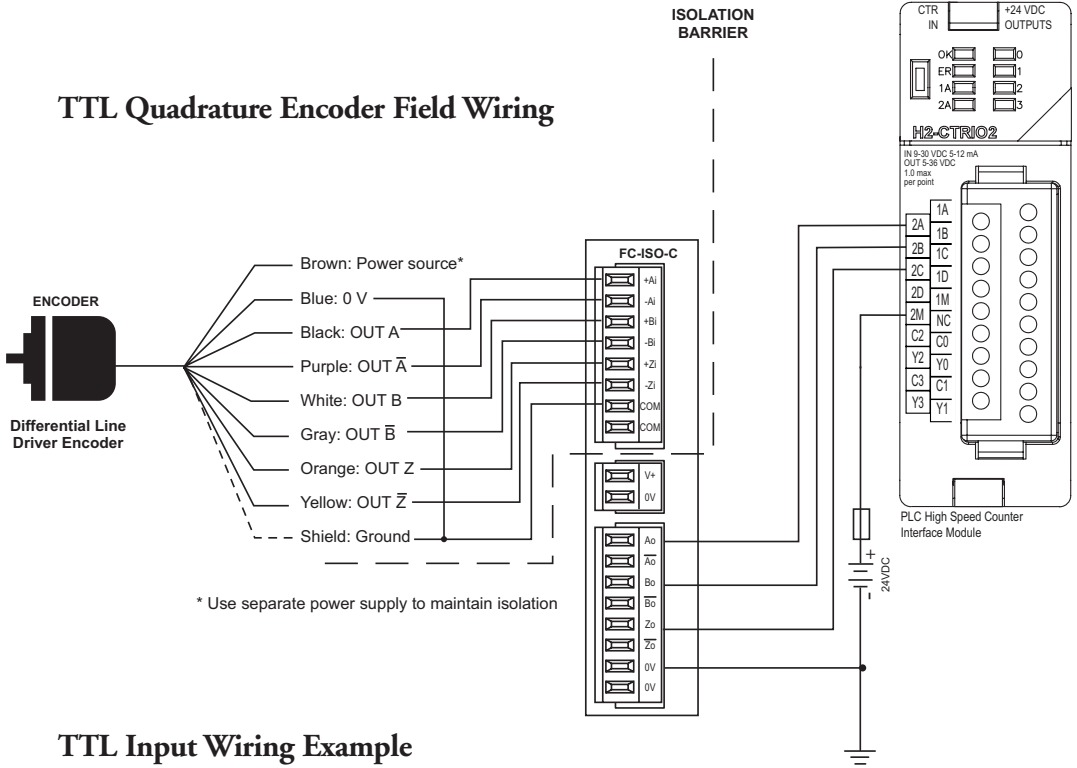 ISOLATION
BARRIER
TTL Quadrature Encoder Field Wiring
CTR
IN
+24 VDC
OUTPUTS
OK
ER
1A
2A
0
1
2
3
H2-CTRIO2
IN 9-30 VDC 5-12 mA
OUT 5-36 VDC
1.0 max
per point
1A
2A
1B
2B
1C
2C
1D
2D
1M
2M
NC
C2
C0
Y2
Y0
C3
C1
Y3
Y1
PLC High Speed Counter
Interface Module
24VDC
+
-
ENCODER
Differential Line
Driver Encoder
Brown: Power source*
Blue: 0 V
Black: OUT A
Purple: OUT A̅
White: OUT B
Gray: OUT B̅
Orange: OUT Z
Yellow: OUT Z̅
Shield: Ground
* Use separate power supply to maintain isolation
FC-ISO-C
+Ai
-Ai
+Bi
-Bi
+Zi
-Zi
COM
COM
V+
0V
Ao
A̅o̅
Bo
B̅o̅
Zo
Z̅o̅
0V
0V
TTL Input Wiring Example